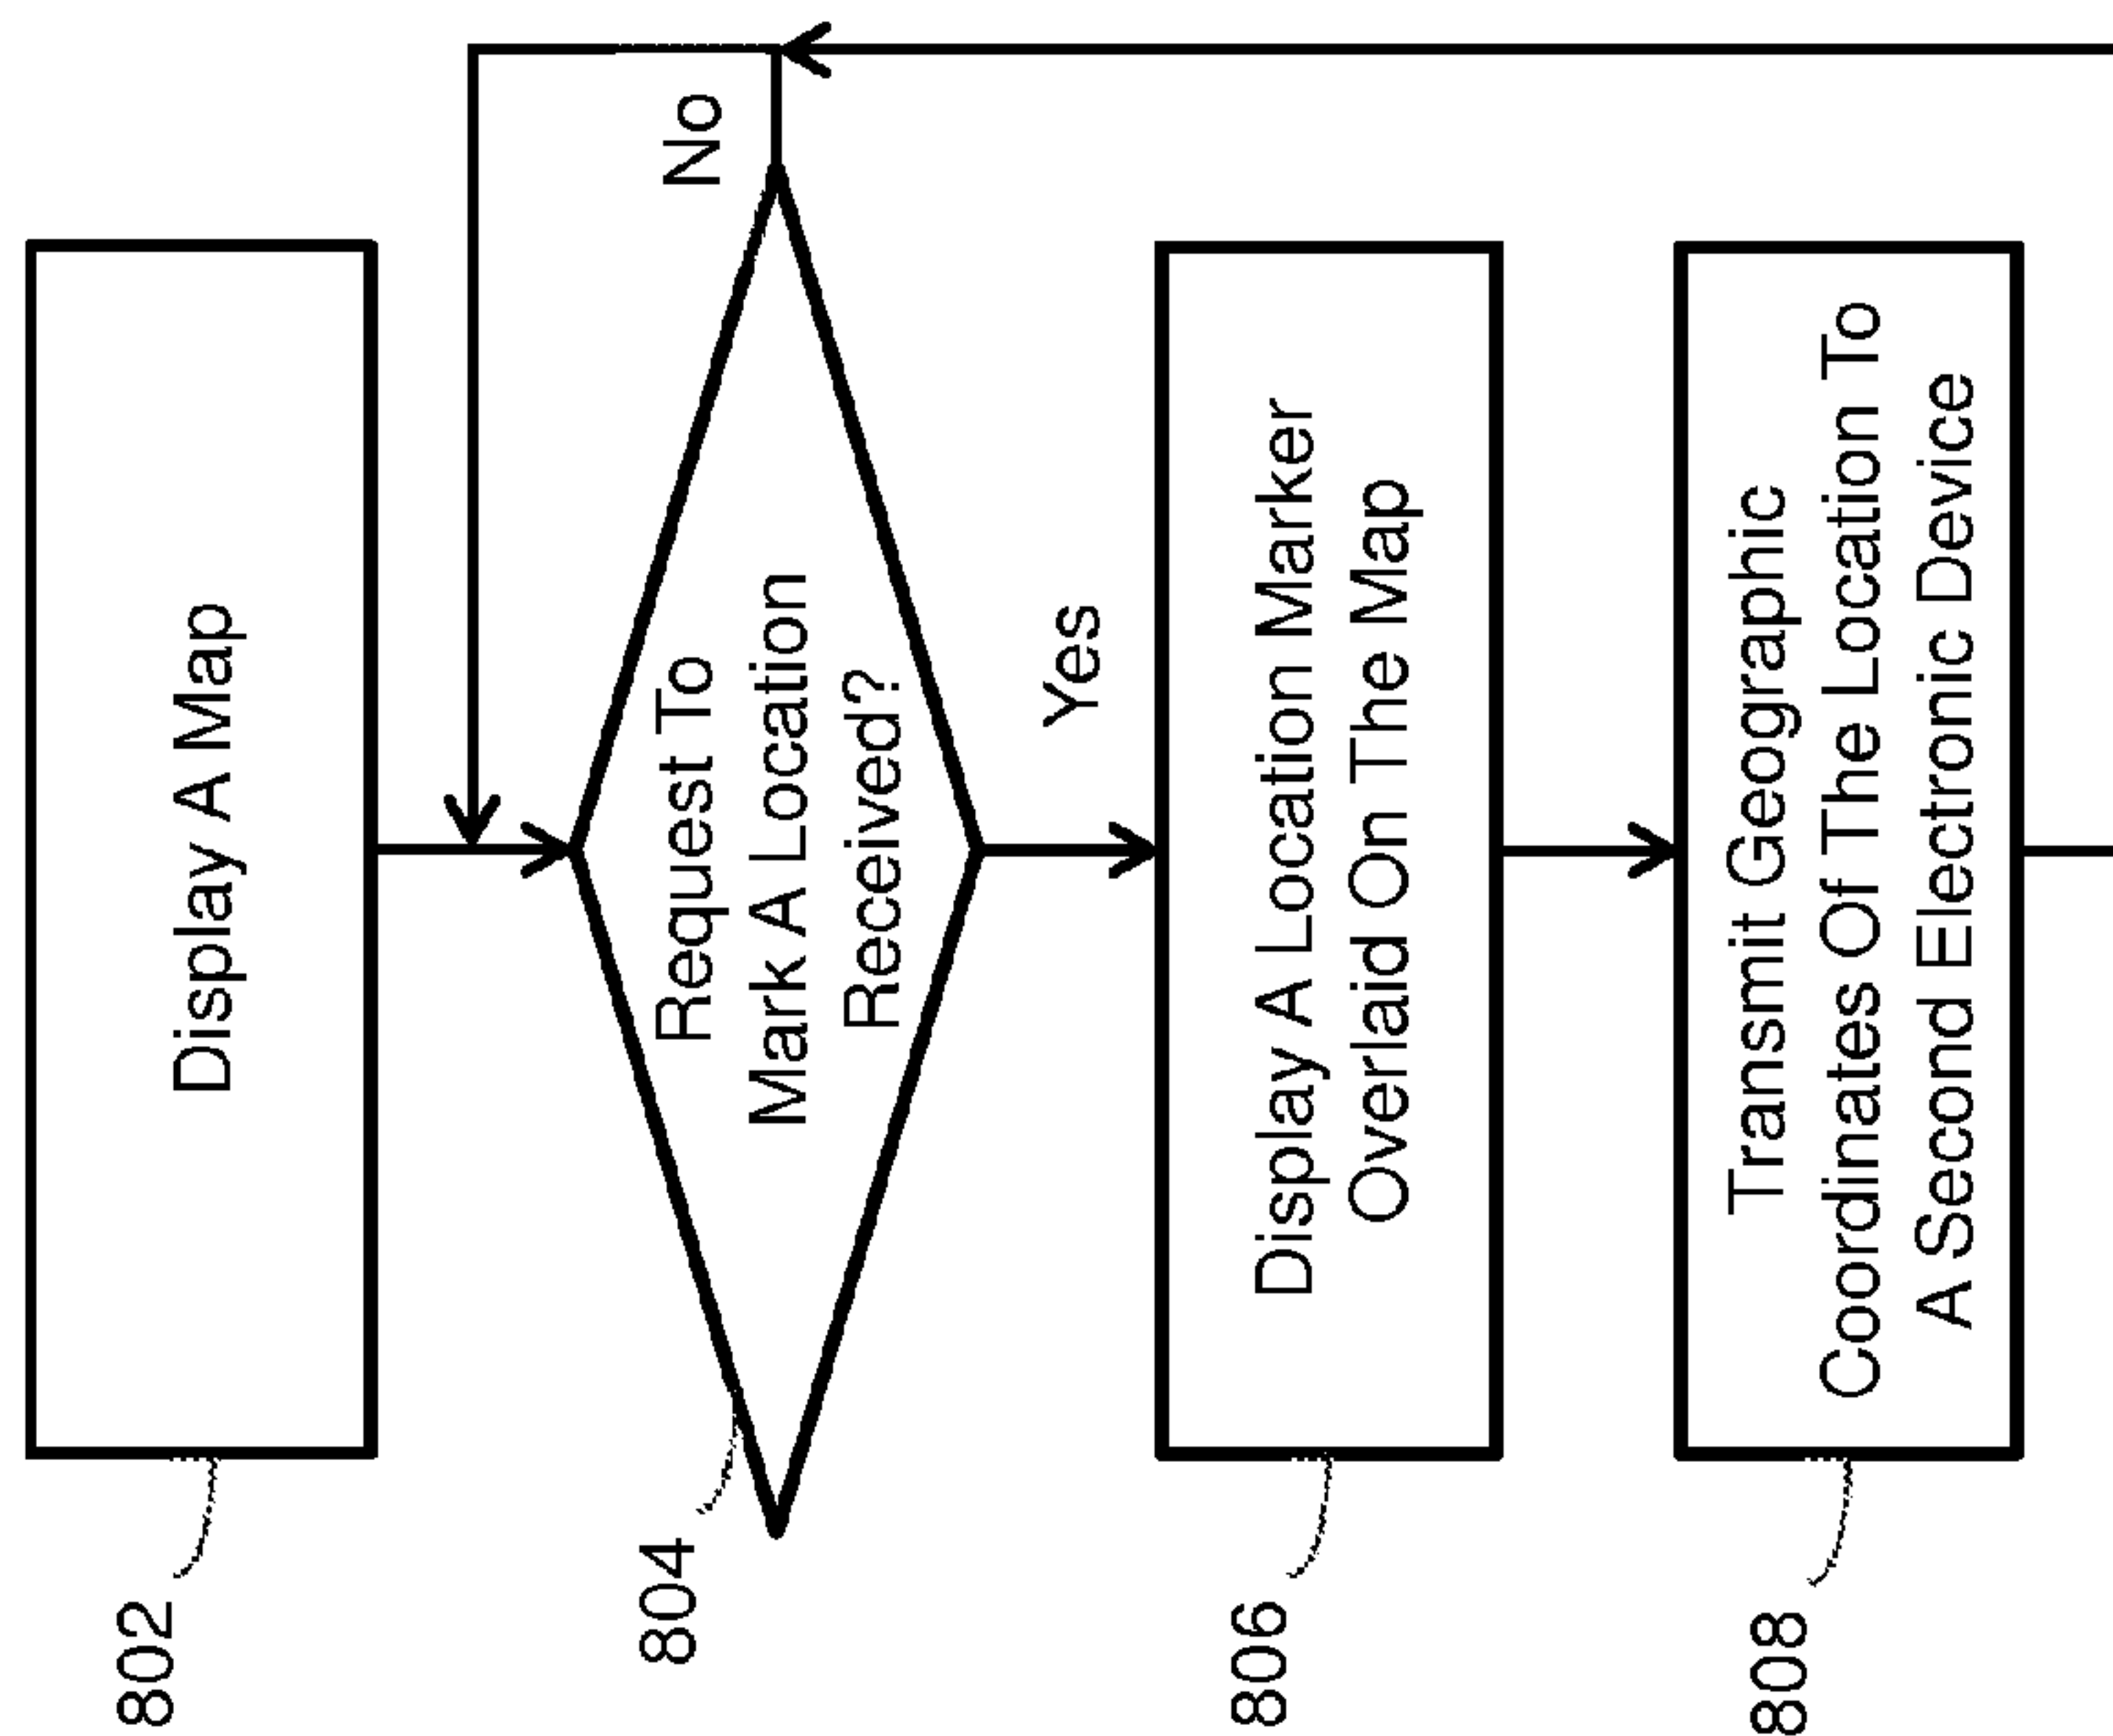 802
Display A Map
804
Request To
Mark A Location
Received?
No
Yes
806
Display A Location Marker
Overlaid On The Map
808
Transmit Geographic
Coordinates Of The Location To
A Second Electronic Device